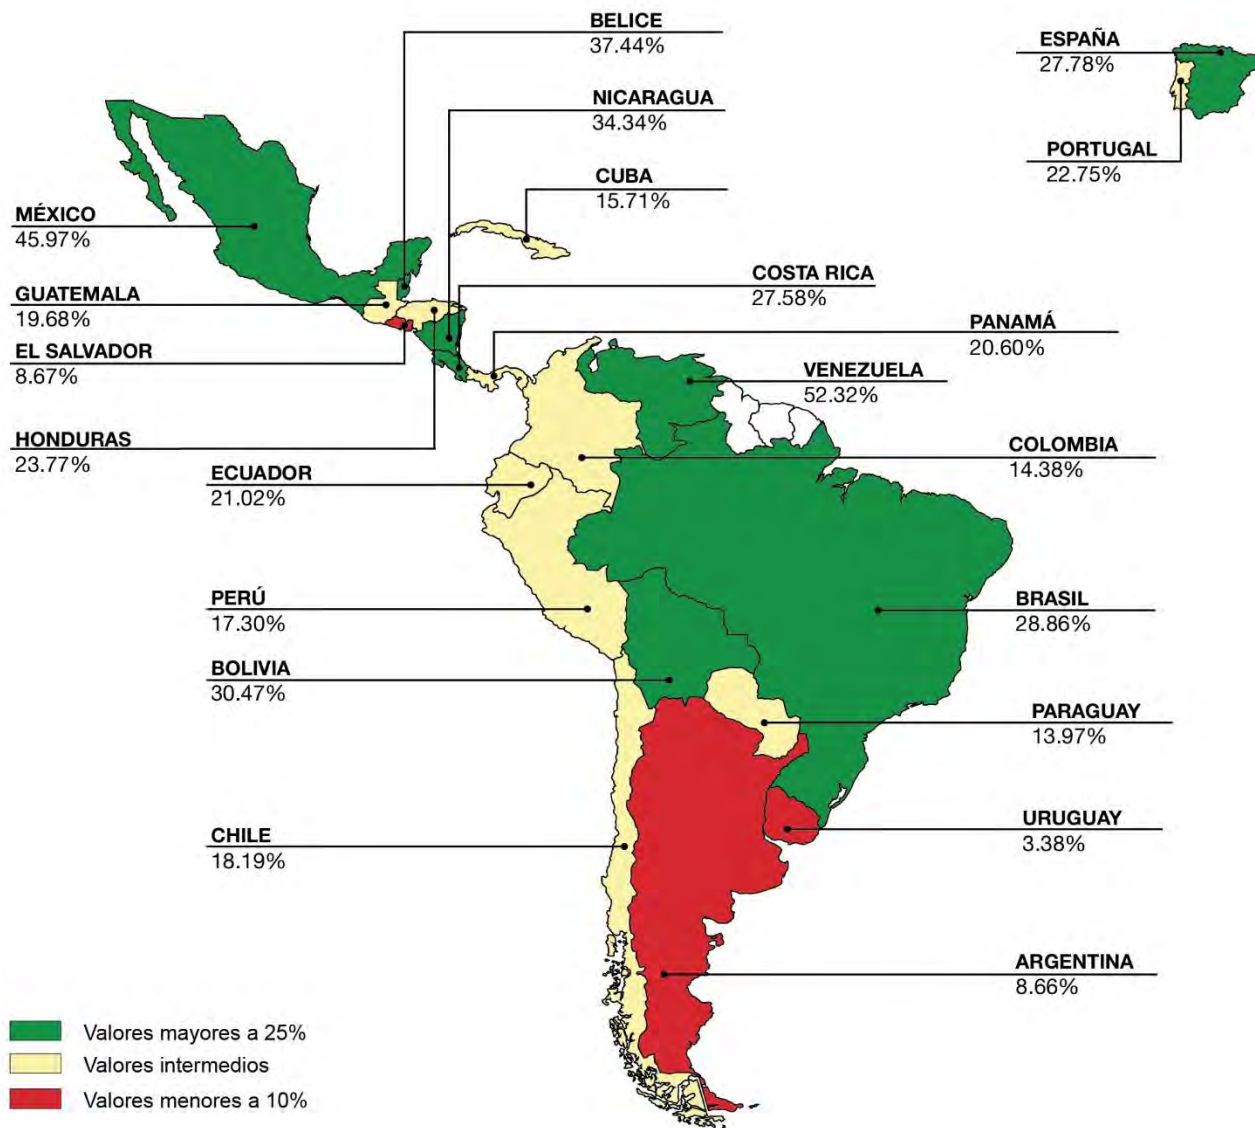 BELICE
37.44%
ESPAÑA
27.78%
NICARAGUA
34.34%
PORTUGAL
22.75%
CUBA
15.71%
MÉXICO
45.97%
COSTA RICA
27.58%
GUATEMALA
19.68%
PANAMÁ
20.60%
EL SALVADOR
8.67%
VENEZUELA
52.32%
HONDURAS
23.77%
COLOMBIA
14.38%
ECUADOR
21.02%
PERÚ
17.30%
BRASIL
28.86%
BOLIVIA
30.47%
PARAGUAY
13.97%
CHILE
18.19%
URUGUAY
3.38%
ARGENTINA
8.66%
Valores mayores a 25%
Valores intermedios
Valores menores a 10%